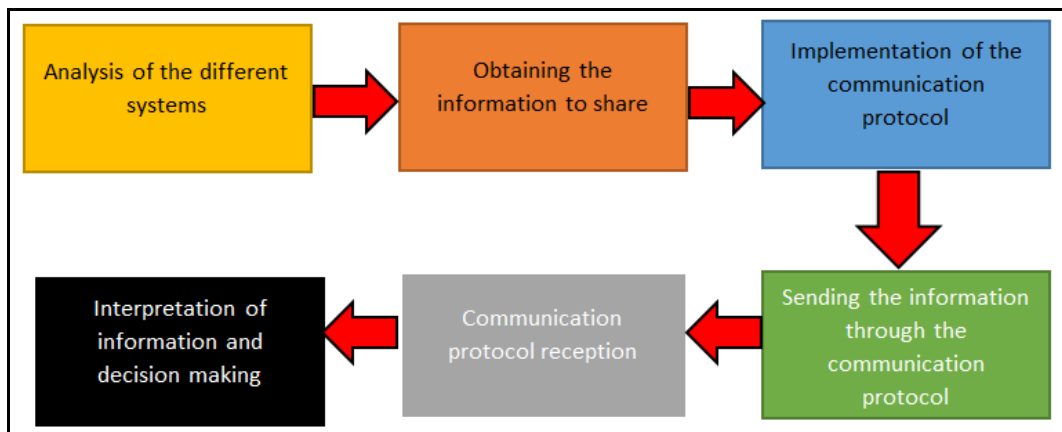 Analysis of the different
systems
Obtaining the
information to share
Implementation of the
communication
protocol
Sending the information
through the
communication
protocol
Communication
protocol reception
Interpretation of
information and
decision making